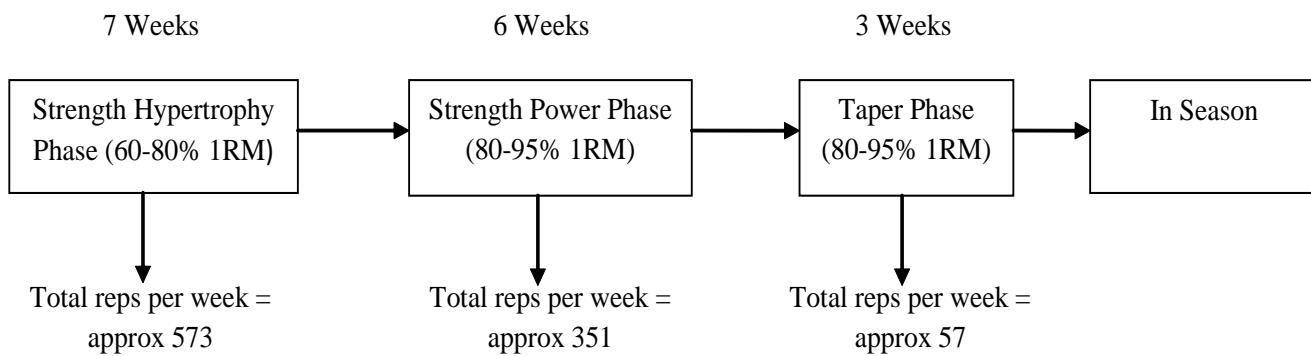 7 Weeks
6 Weeks
3 Weeks
Strength Hypertrophy
Phase (60-80% 1RM)
Strength Power Phase
(80-95% 1RM)
Taper Phase
(80-95% 1RM)
In Season
Total reps per week =
approx 573
Total reps per week =
approx 351
Total reps per week =
approx 57